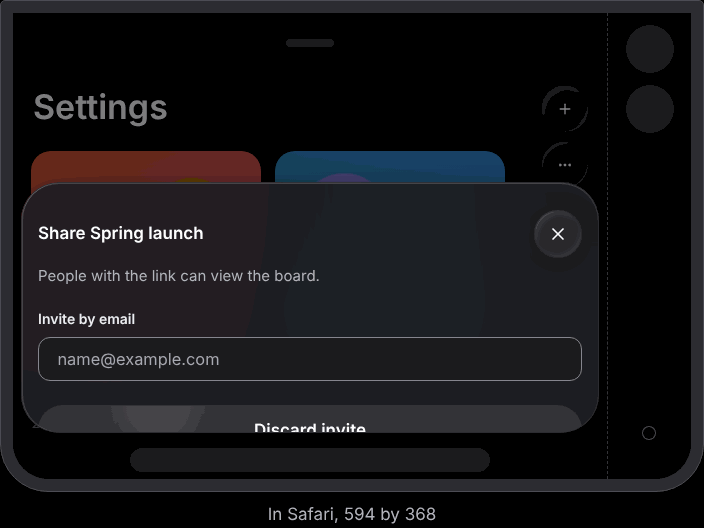 Settings
Share Spring launch
People with the link can view the board.
Invite by email
name@example.com
Discard invite
In Safari, 594 by 368